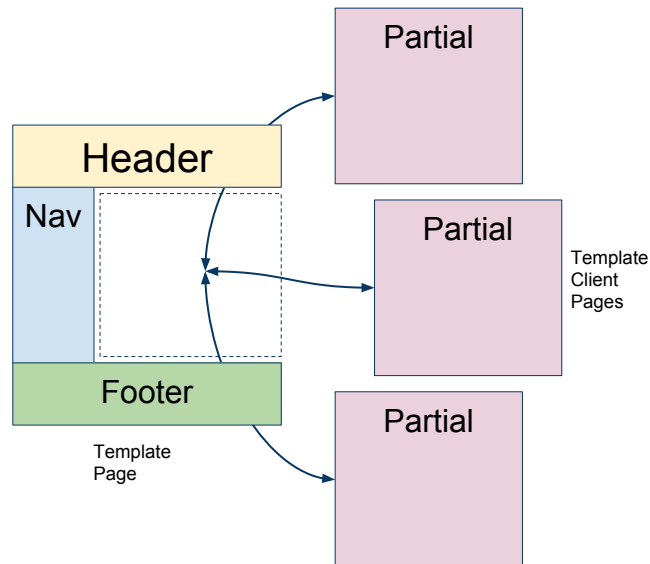 Partial
Header
Nav
Partial
Template
Client
Pages
Footer
Partial
Template
Page